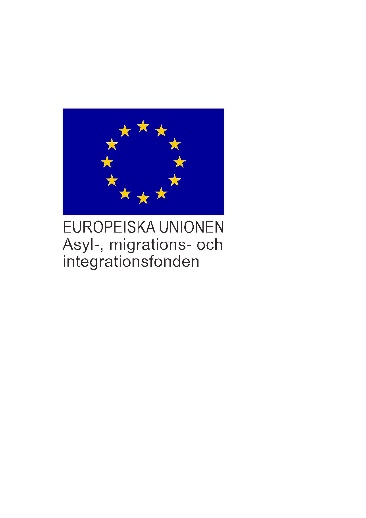 EUROPEISKA UNIONEN
Asyl-, migrations- och
integrationsfonden